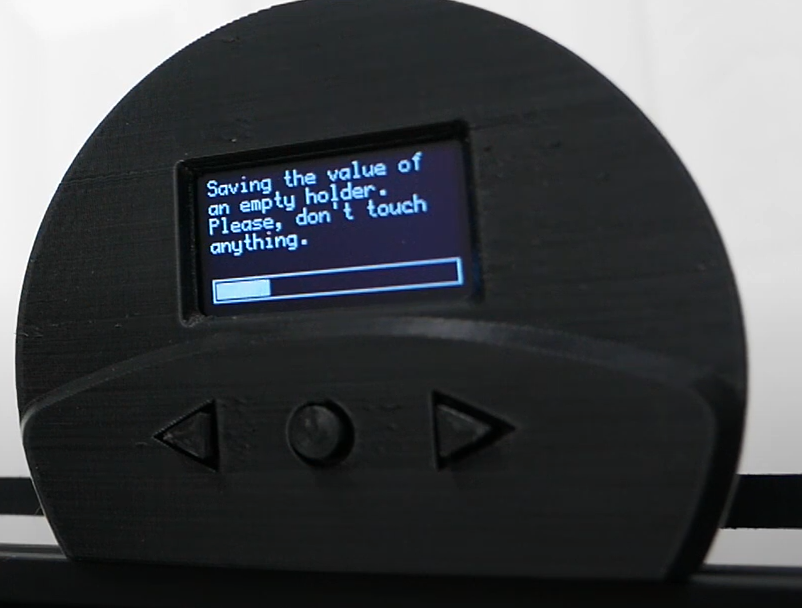 Saving the value of
an empty holder.
Please, don't touch
anything.